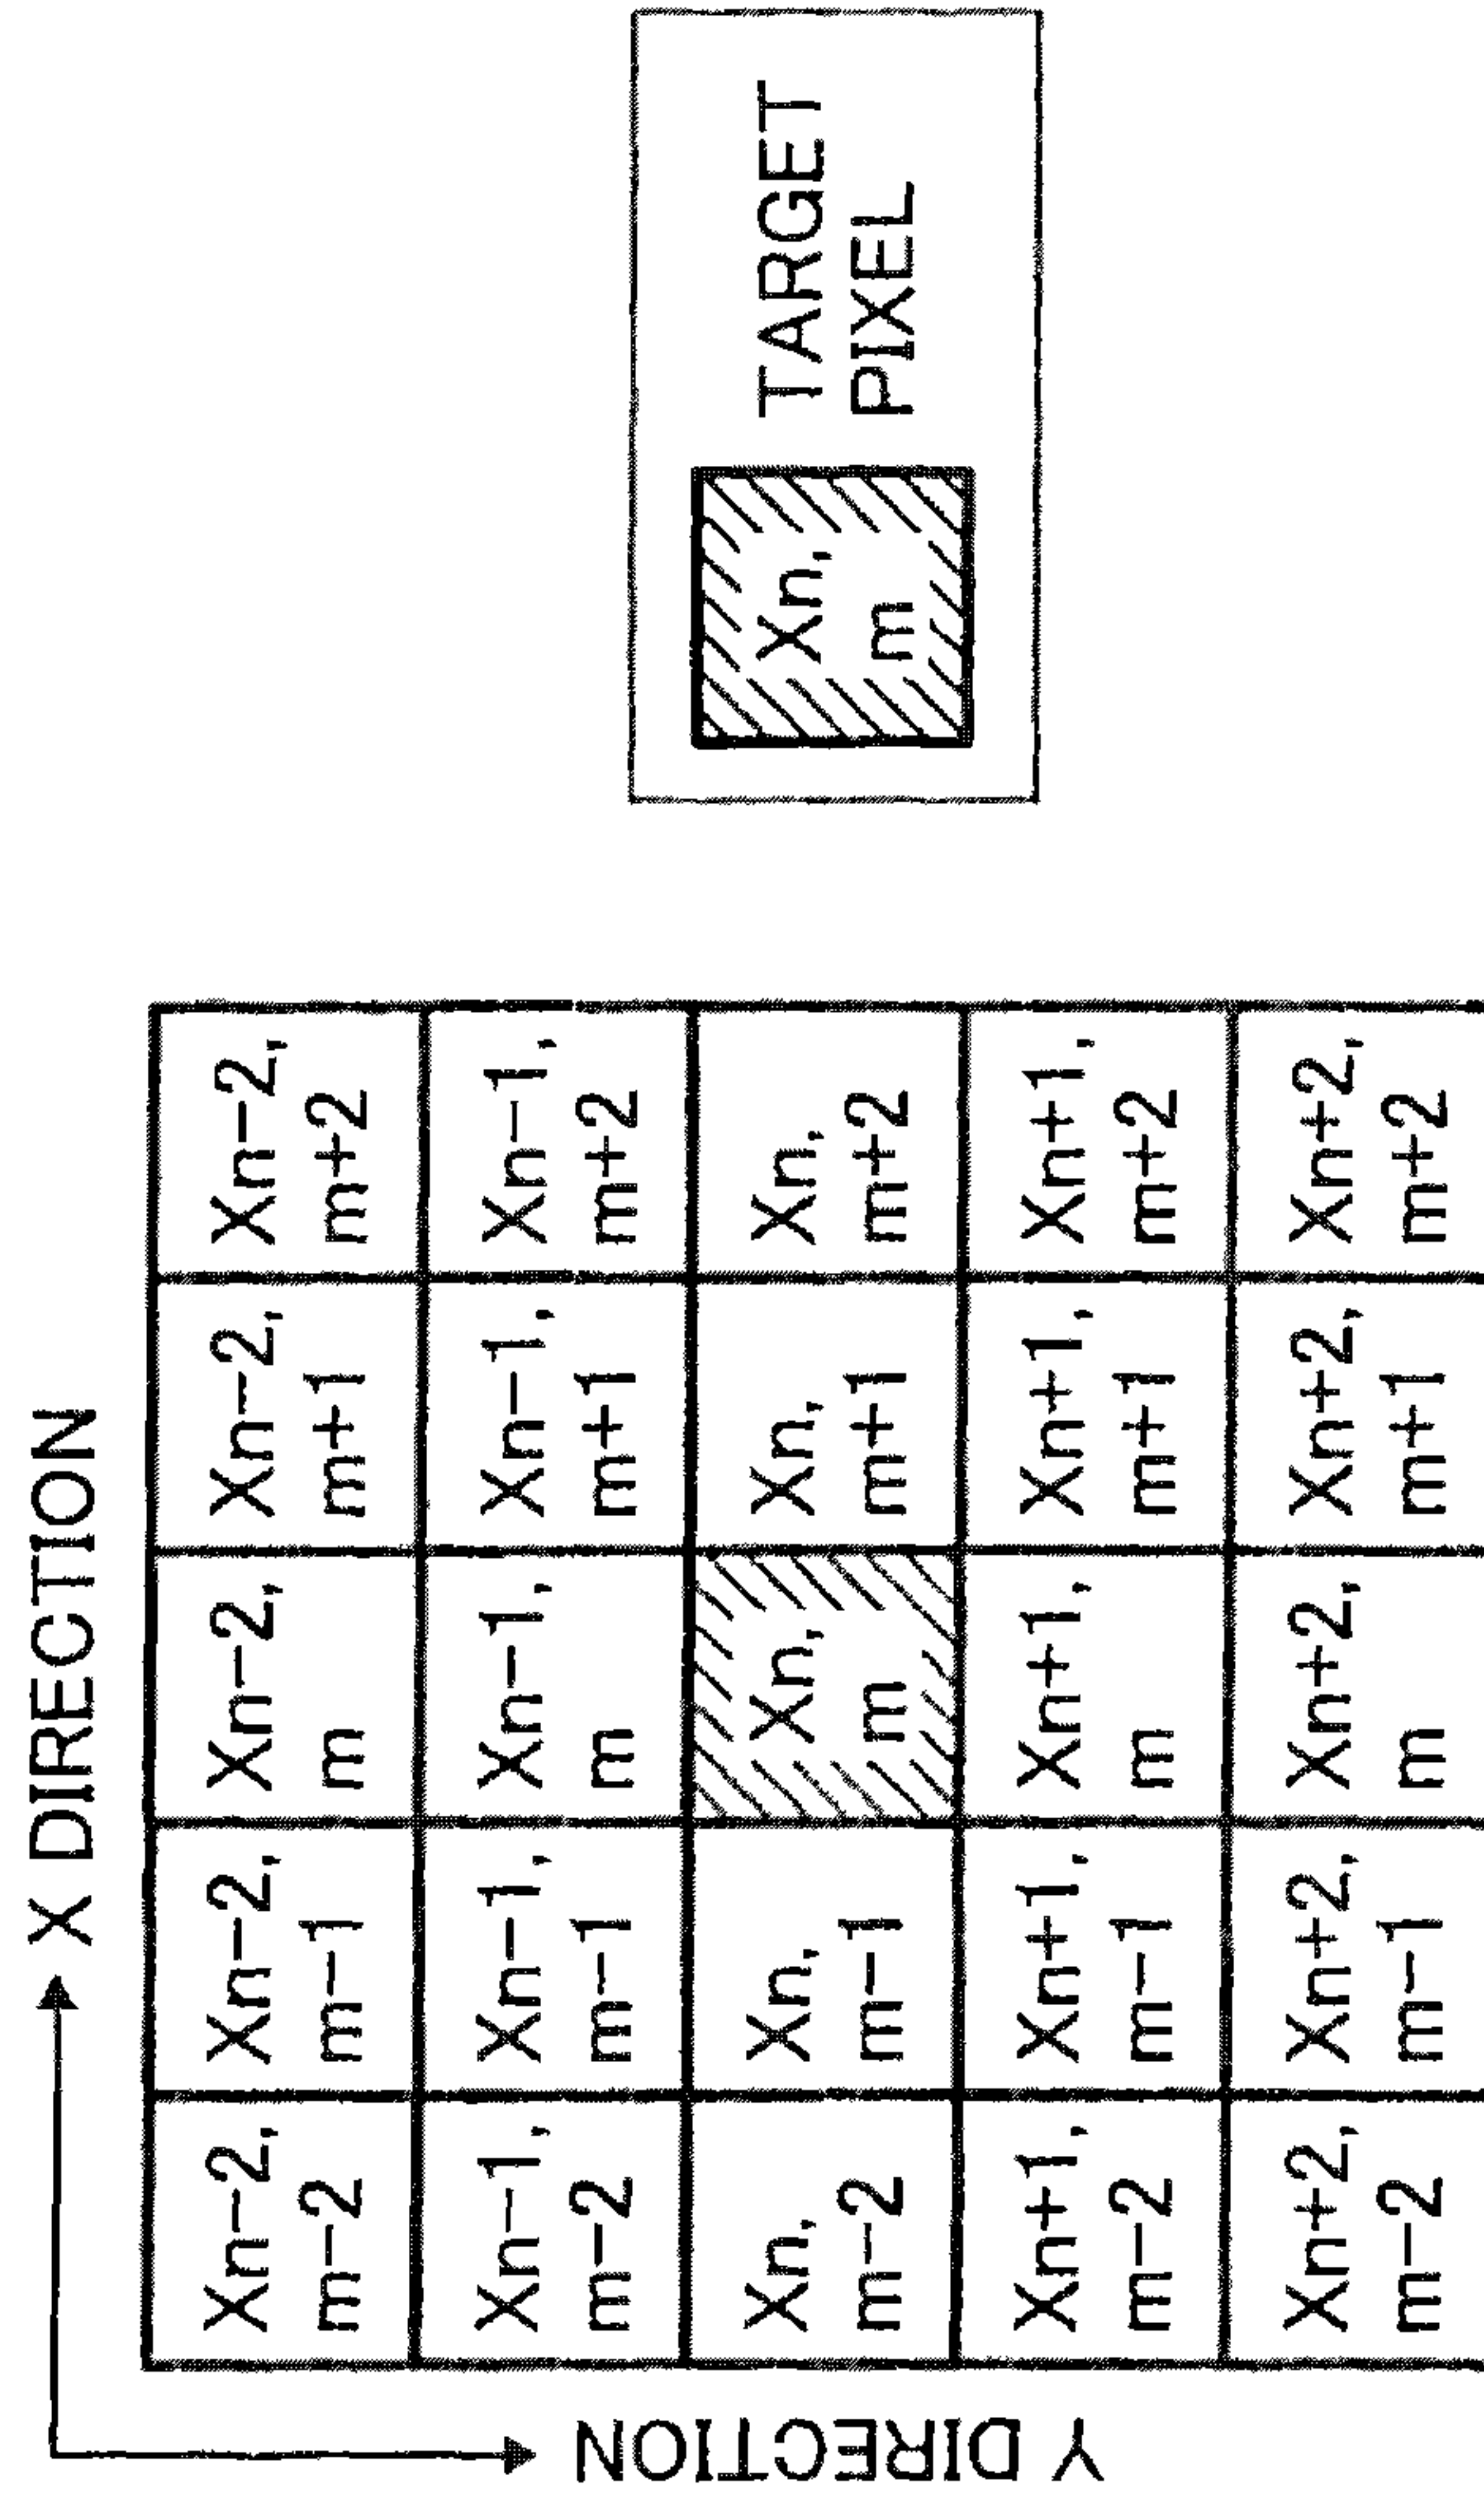 X DIRECTION
Y DIRECTION
Xn−2,
m−2
Xn−2,
m−1
Xn−2,
m
Xn−2,
m+1
Xn−2,
m+2
Xn−1,
m−2
Xn−1,
m−1
Xn−1,
m
Xn−1,
m+1
Xn−1,
m+2
Xn,
m−2
Xn,
m−1
Xn,
m
Xn,
m+1
Xn,
m+2
Xn+1,
m−2
Xn+1,
m−1
Xn+1,
m
Xn+1,
m+1
Xn+1,
m+2
Xn+2,
m−2
Xn+2,
m−1
Xn+2,
m
Xn+2,
m+1
Xn+2,
m+2
Xn,
m
TARGET
PIXEL